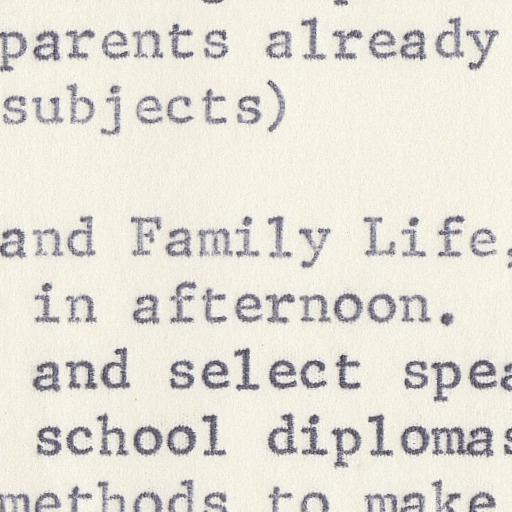 parents already
subjects)
and Family Life,
in afternoon.
and select spea
school diplomas
methods to make